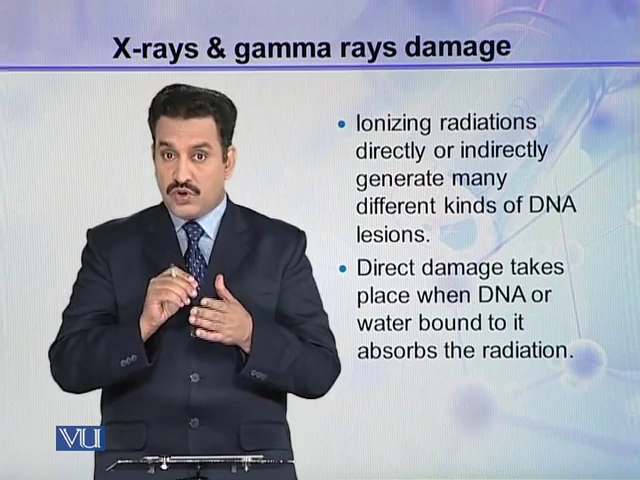 X-rays & gamma rays damage
• Ionizing radiations
directly or indirectly
generate many
different kinds of DNA
lesions.
• Direct damage takes
place when DNA or
water bound to it
absorbs the radiation.
VU